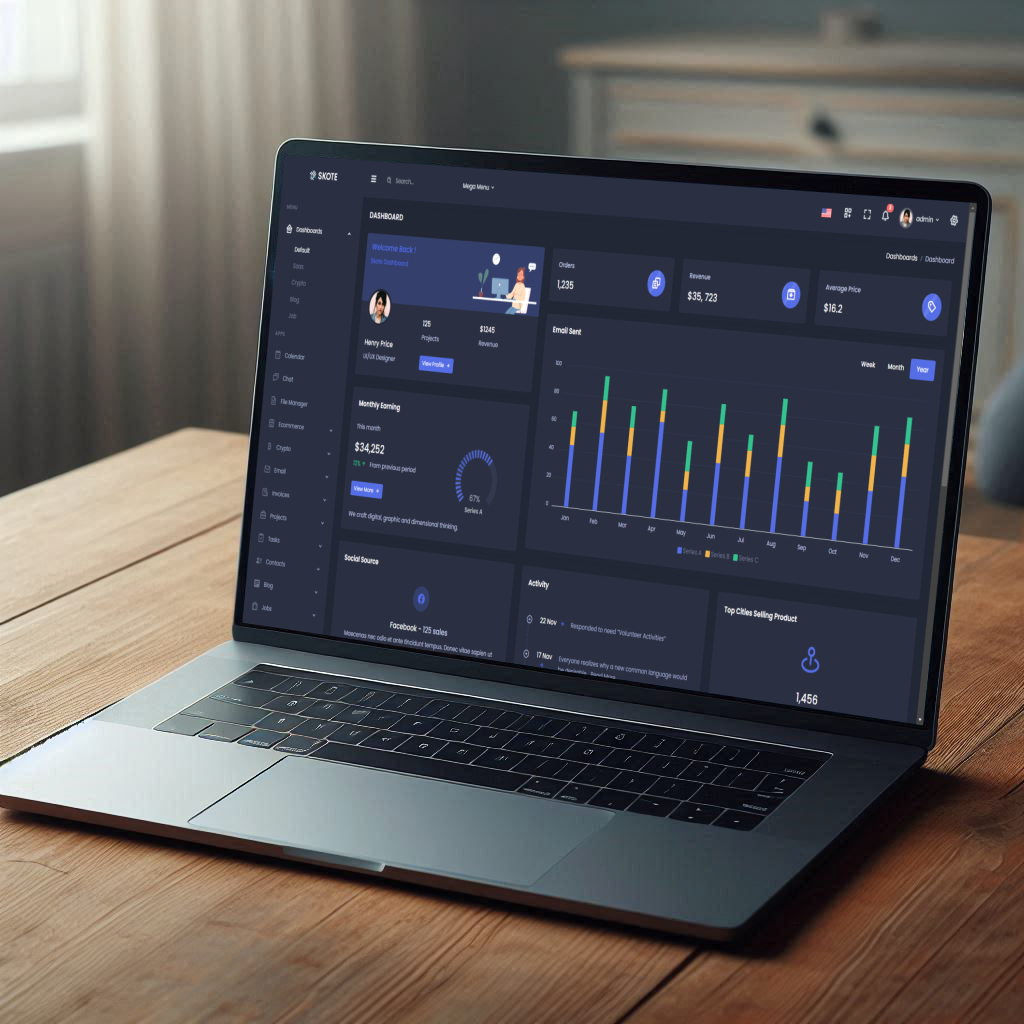 SKOTE
Search...
Mega Menu
admin
MENU
Dashboards
Default
Saas
Crypto
Blog
Job
APPS
Calendar
Chat
File Manager
Ecommerce
Crypto
Email
Invoices
Projects
Tasks
Contacts
Blog
Jobs
DASHBOARD
Dashboards / Dashboard
Welcome Back !
Skote Dashboard
Henry Price
UI/UX Designer
125
Projects
$1245
Revenue
View Profile
Orders
1,235
Revenue
$35, 723
Average Price
$16.2
Monthly Earning
This month
$34,252
12% From previous period
View More
67%
Series A
We craft digital, graphic and dimensional thinking.
Email Sent
Week Month Year
100
80
60
40
20
0
Jan Feb Mar Apr May Jun Jul Aug Sep Oct Nov Dec
Series A Series B Series C
Social Source
Facebook - 125 sales
Maecenas nec odio et ante tincidunt tempus. Donec vitae sapien ut
Activity
22 Nov Responded to need "Volunteer Activities"
17 Nov Everyone realizes why a new common language would
be desirable... Read More
Top Cities Selling Product
1,456